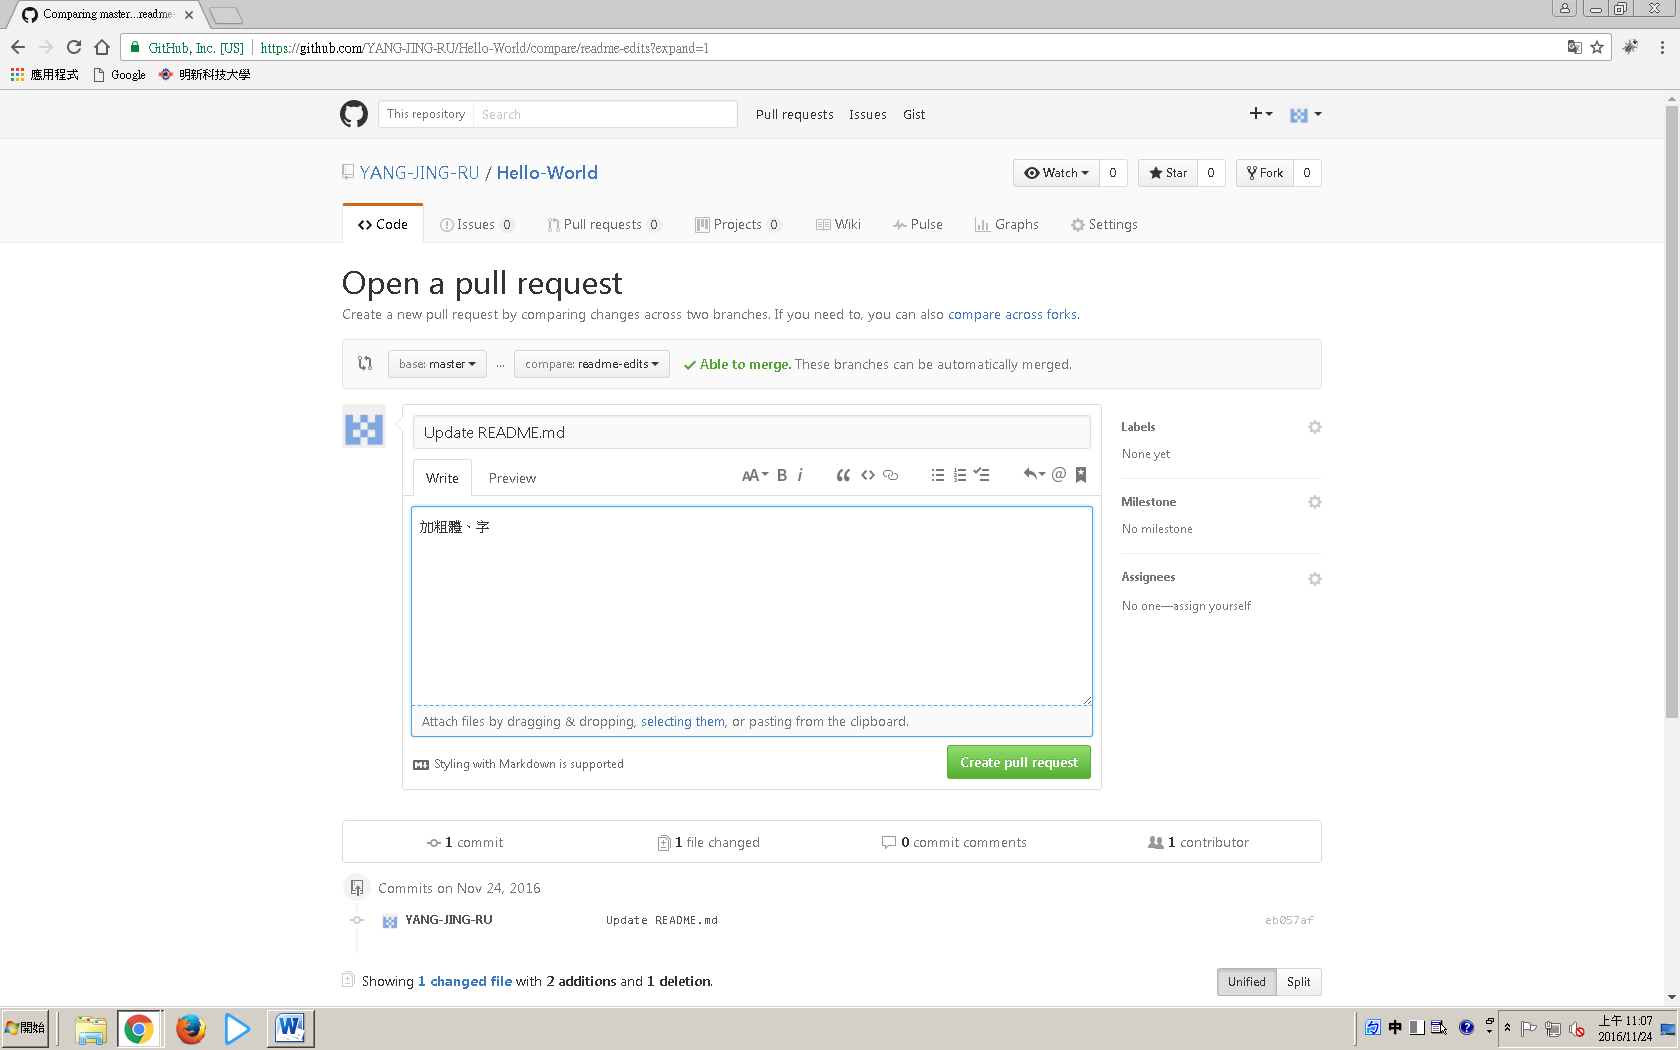 Comparing master...readme-
GitHub, Inc. [US] https://github.com/YANG-JING-RU/Hello-World/compare/readme-edits?expand=1
應用程式 Google 明新科技大學
This repository Search Pull requests Issues Gist
YANG-JING-RU / Hello-World Watch 0 Star 0 Fork 0
Code Issues 0 Pull requests 0 Projects 0 Wiki Pulse Graphs Settings
Open a pull request
Create a new pull request by comparing changes across two branches. If you need to, you can also compare across forks.
base: master ... compare: readme-edits Able to merge. These branches can be automatically merged.
Update README.md
Write Preview AA B i
加粗體、字
Attach files by dragging & dropping, selecting them, or pasting from the clipboard.
Styling with Markdown is supported Create pull request
Labels
None yet
Milestone
No milestone
Assignees
No one—assign yourself
1 commit 1 file changed 0 commit comments 1 contributor
Commits on Nov 24, 2016
YANG-JING-RU Update README.md eb057af
Showing 1 changed file with 2 additions and 1 deletion. Unified Split
開始 中 上午 11:07
2016/11/24